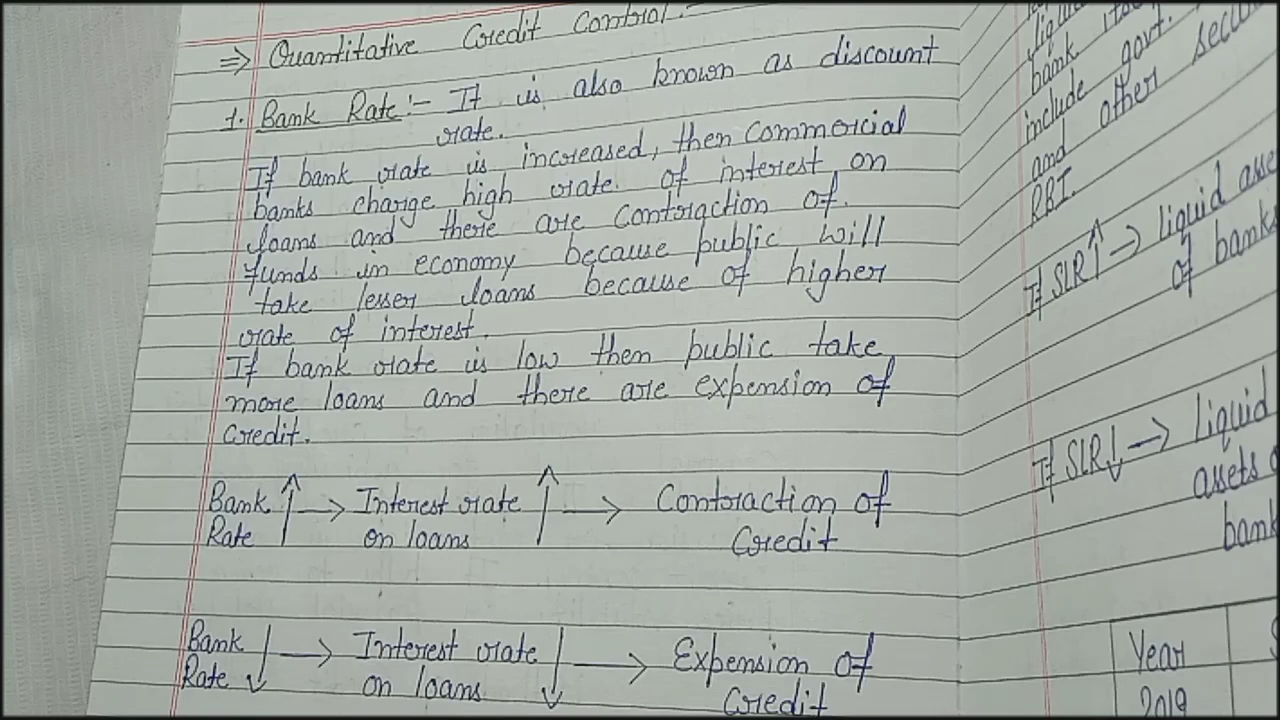 ⇒ Quantitative Credit Control :-
1. Bank Rate :- It is also known as discount
rate.
If bank rate is increased, then commercial
banks charge high rate. of interest on
loans and there are contraction of.
funds in economy because public will
take lesser loans because of higher
rate of interest.
If bank rate is low then public take
more loans and there are expension of
credit.
Bank Rate ↑ → Interest rate on loans ↑ → Contraction of Credit
Bank Rate ↓ → Interest rate on loans ↓ → Expension of Credit
bank
include govt.
and other
RBI.
If SLR ↑ → liquid
of banks
If SLR ↓ → liquid
assets
bank
Year
2019